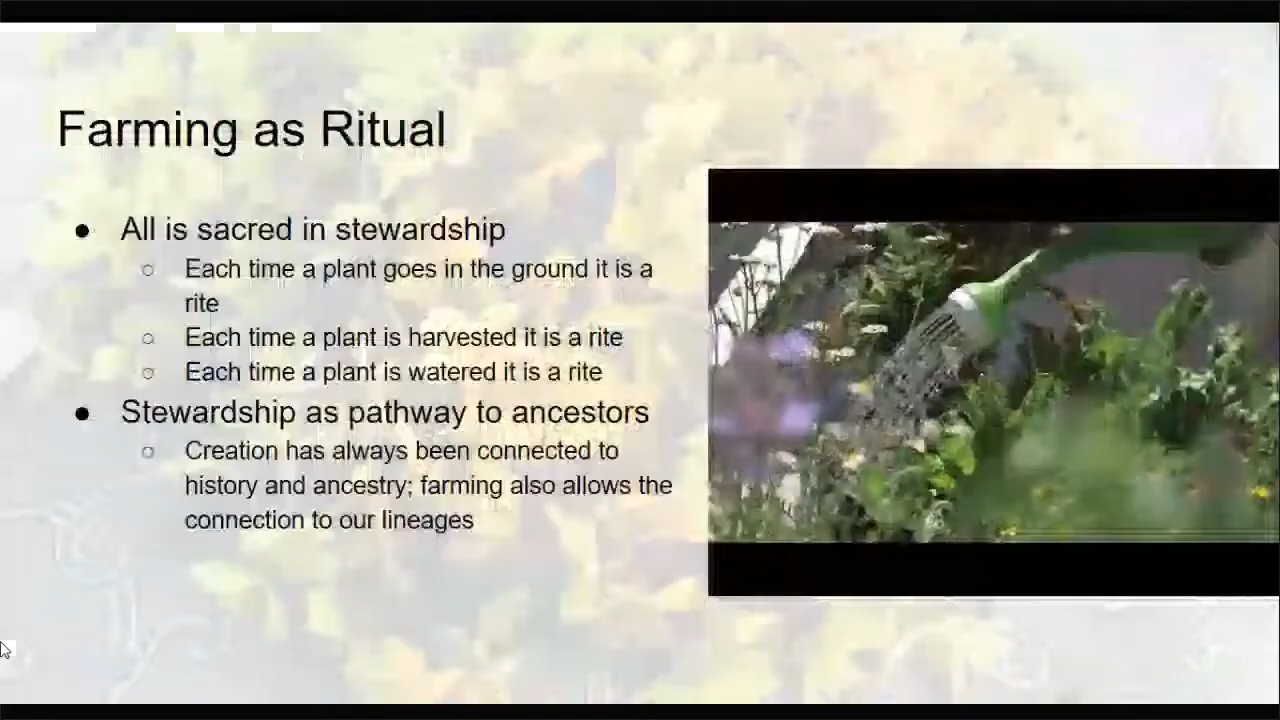 Farming as Ritual
● All is sacred in stewardship
○ Each time a plant goes in the ground it is a
rite
○ Each time a plant is harvested it is a rite
○ Each time a plant is watered it is a rite
● Stewardship as pathway to ancestors
○ Creation has always been connected to
history and ancestry; farming also allows the
connection to our lineages